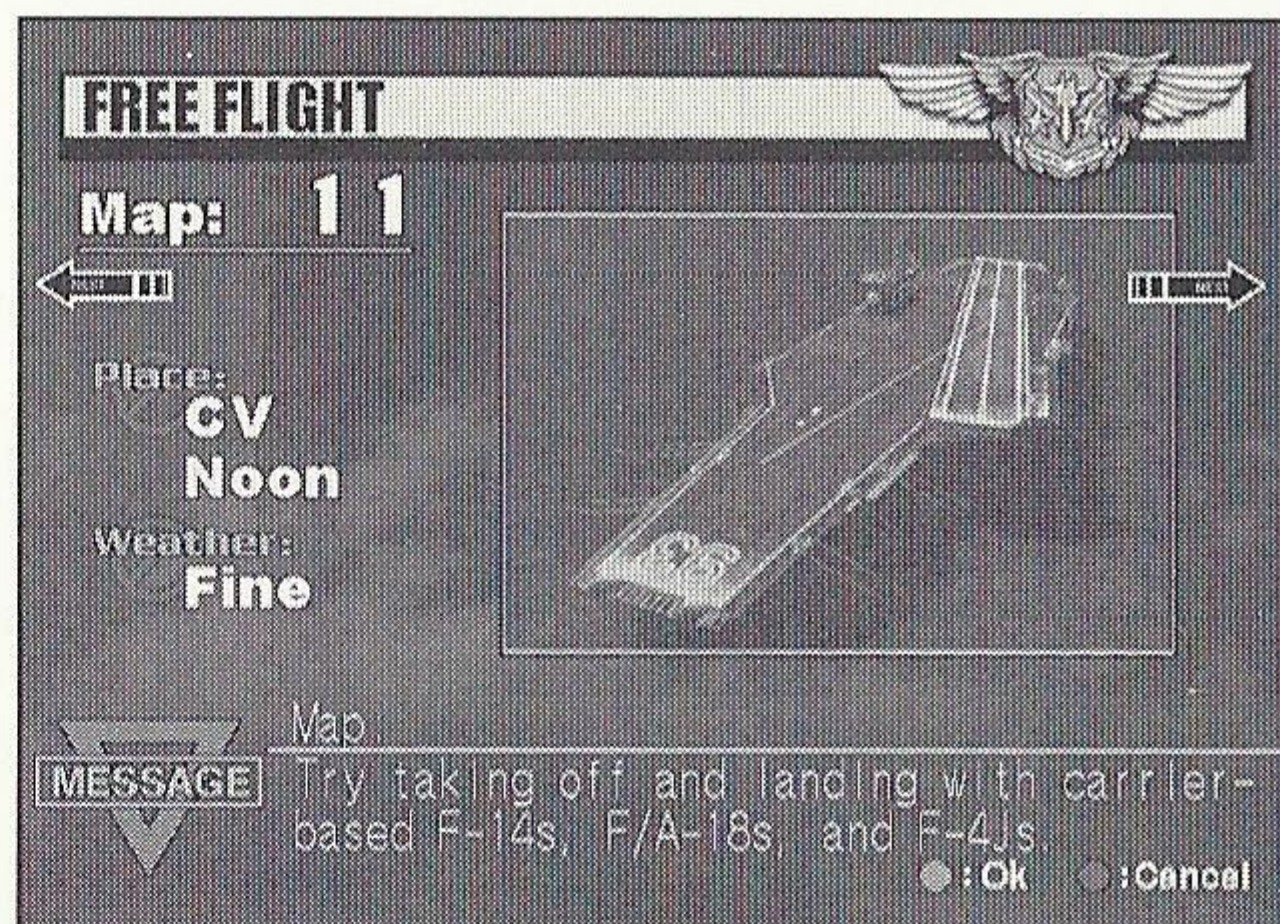 FREE FLIGHT
Map: 11
NEXT
Place:
CV
Noon
Weather:
Fine
Map
MESSAGE
Try taking off and landing with carrier-
based F-14s, F/A-18s, and F-4Js.
:Ok :Cancel